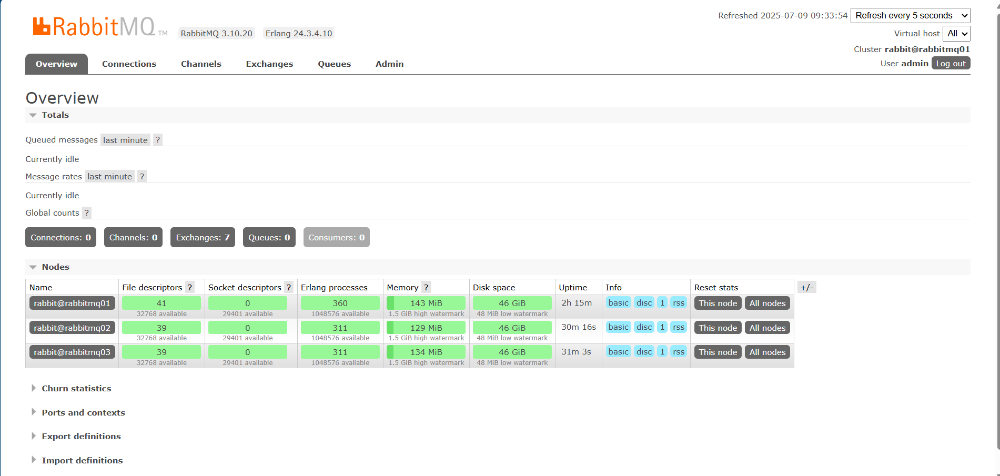 RabbitMQ TM RabbitMQ 3.10.20 Erlang 24.3.4.10
Refreshed 2025-07-09 09:33:54 Refresh every 5 seconds
Virtual host All
Cluster rabbit@rabbitmq01
User admin Log out
Overview Connections Channels Exchanges Queues Admin
Overview
Totals
Queued messages last minute ?
Currently idle
Message rates last minute ?
Currently idle
Global counts ?
Connections: 0 Channels: 0 Exchanges: 7 Queues: 0 Consumers: 0
Nodes
Name File descriptors ? Socket descriptors ? Erlang processes Memory ? Disk space Uptime Info Reset stats +/-
rabbit@rabbitmq01 41 0 360 143 MiB 46 GiB 2h 15m basic disc 1 rss This node All nodes
32768 available 29401 available 1048576 available 1.5 GiB high watermark 48 MiB low watermark
rabbit@rabbitmq02 39 0 311 129 MiB 46 GiB 30m 16s basic disc 1 rss This node All nodes
32768 available 29401 available 1048576 available 1.5 GiB high watermark 48 MiB low watermark
rabbit@rabbitmq03 39 0 311 134 MiB 46 GiB 31m 3s basic disc 1 rss This node All nodes
32768 available 29401 available 1048576 available 1.5 GiB high watermark 48 MiB low watermark
Churn statistics
Ports and contexts
Export definitions
Import definitions